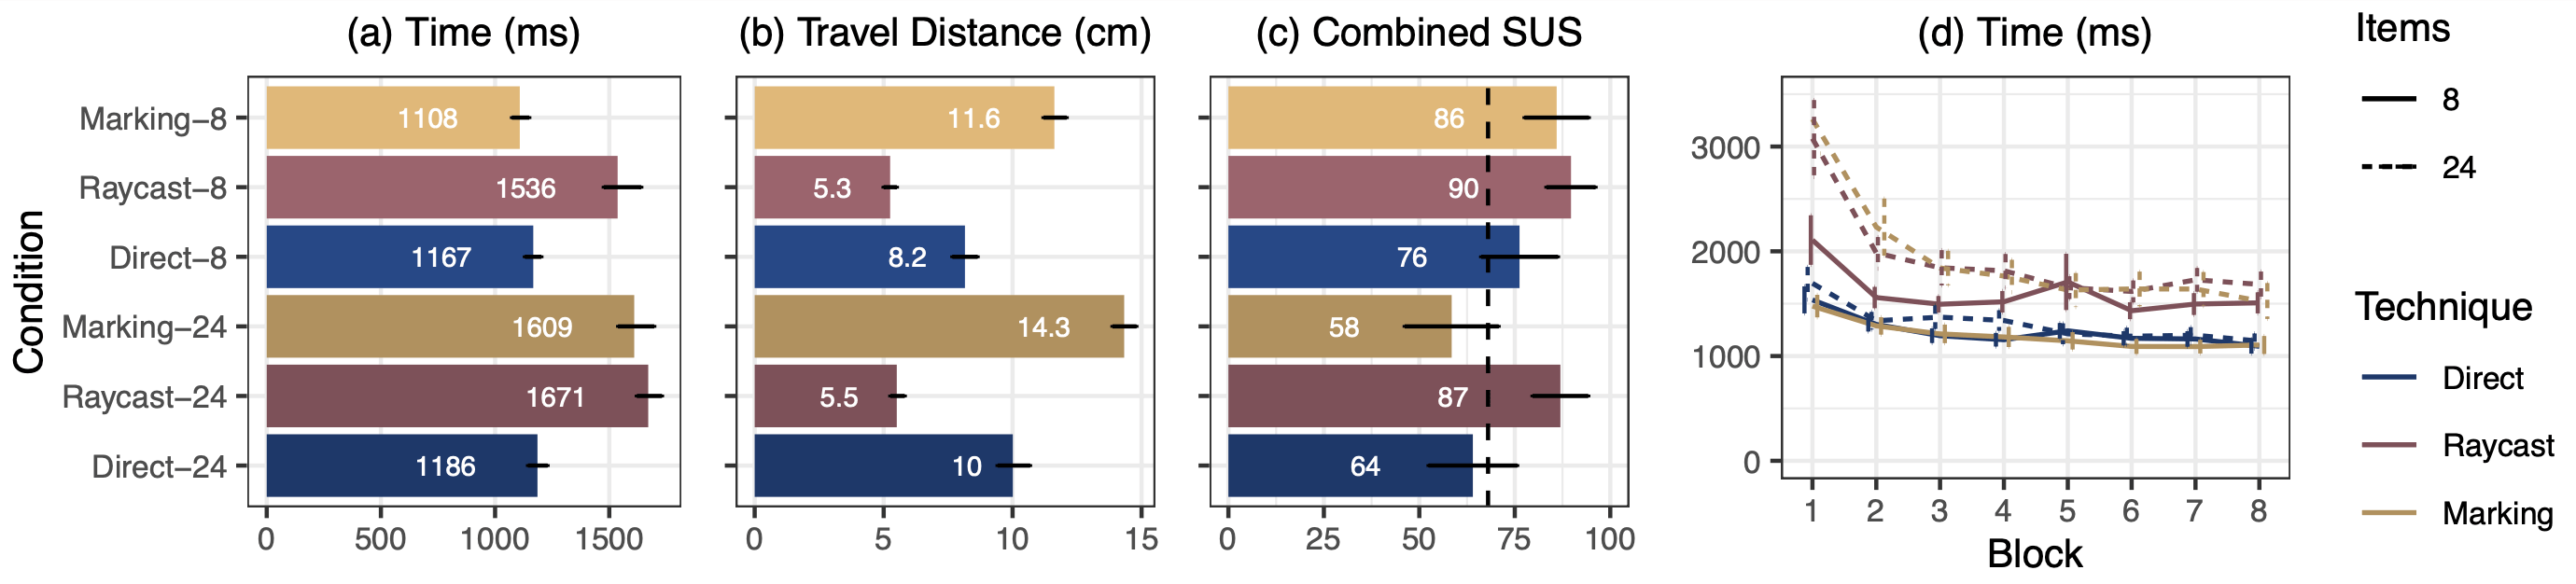 (a) Time (ms)
Condition
Marking-8
Raycast-8
Direct-8
Marking-24
Raycast-24
Direct-24
1108
1536
1167
1609
1671
1186
0 500 1000 1500
(b) Travel Distance (cm)
11.6
5.3
8.2
14.3
5.5
10
0 5 10 15
(c) Combined SUS
86
90
76
58
87
64
0 25 50 75 100
(d) Time (ms)
3000
2000
1000
0
1 2 3 4 5 6 7 8
Block
Items
8
24
Technique
Direct
Raycast
Marking